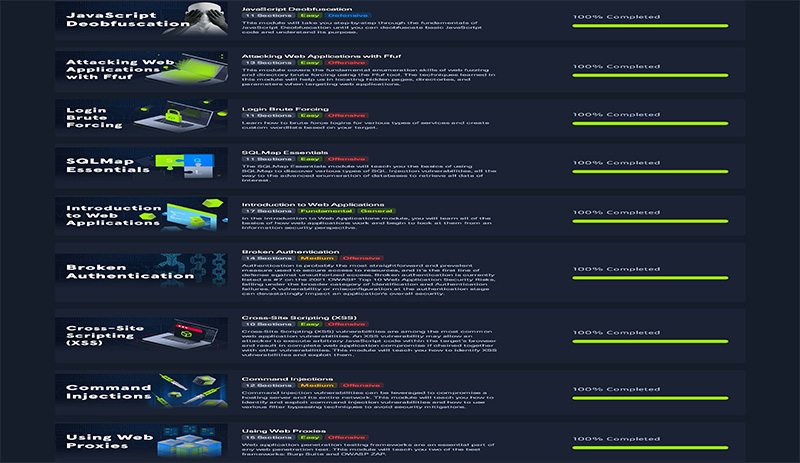 JavaScript
Deobfuscation
JavaScript Deobfuscation
11 Sections Easy Defensive
This module will take you step-by-step through the fundamentals of
JavaScript Deobfuscation until you can deobfuscate basic JavaScript
code and understand its purpose.
100% Completed
Attacking Web
Applications
with Ffuf
Attacking Web Applications with Ffuf
13 Sections Easy Offensive
This module covers the fundamental enumeration skills of web fuzzing
and directory brute forcing using the Ffuf tool. The techniques learned in
this module will help us in locating hidden pages, directories, and
parameters when targeting web applications.
100% Completed
Login
Brute
Forcing
Login Brute Forcing
11 Sections Easy Offensive
Learn how to brute force logins for various types of services and create
custom wordlists based on your target.
100% Completed
SQLMap
Essentials
SQLMap Essentials
11 Sections Easy Offensive
The SQLMap Essentials module will teach you the basics of using
SQLMap to discover various types of SQL Injection vulnerabilities, all the
way to the advanced enumeration of databases to retrieve all data of
interest.
100% Completed
Introduction
to Web
Applications
Introduction to Web Applications
17 Sections Fundamental General
In the Introduction to Web Applications module, you will learn all of the
basics of how web applications work and begin to look at them from an
information security perspective.
100% Completed
Broken
Authentication
Broken Authentication
14 Sections Medium Offensive
Authentication is probably the most straightforward and prevalent
measure used to secure access to resources, and it's the first line of
defense against unauthorized access. Broken authentication is currently
listed as #7 on the 2021 OWASP Top 10 Web Application Security Risks,
falling under the broader category of Identification and Authentication
failures. A vulnerability or misconfiguration at the authentication stage
can devastatingly impact an application's overall security.
100% Completed
Cross-Site
Scripting
(XSS)
Cross-Site Scripting (XSS)
10 Sections Easy Offensive
Cross-Site Scripting (XSS) vulnerabilities are among the most common
web application vulnerabilities. An XSS vulnerability may allow an
attacker to execute arbitrary JavaScript code within the target's browser
and result in complete web application compromise if chained together
with other vulnerabilities. This module will teach you how to identify XSS
vulnerabilities and exploit them.
100% Completed
Command
Injections
Command Injections
12 Sections Medium Offensive
Command injection vulnerabilities can be leveraged to compromise a
hosting server and its entire network. This module will teach you how to
identify and exploit command injection vulnerabilities and how to use
various filter bypassing techniques to avoid security mitigations.
100% Completed
Using Web
Proxies
Using Web Proxies
15 Sections Easy Offensive
Web application penetration testing frameworks are an essential part of
any web penetration test. This module will teach you two of the best
frameworks: Burp Suite and OWASP ZAP.
100% Completed